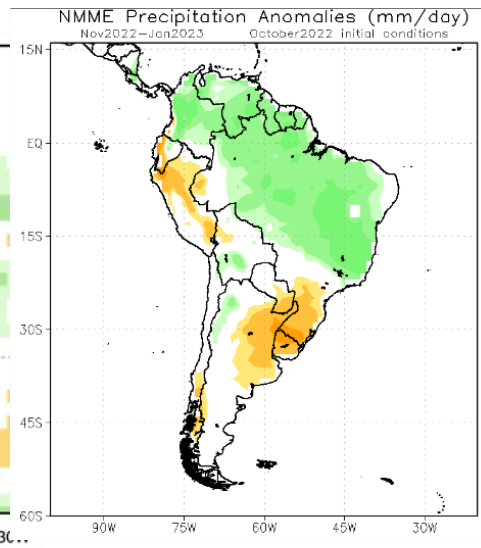 NMME Precipitation Anomalies (mm/day)
Nov2022–Jan2023 October2022 initial conditions
15N
EQ
15S
30S
45S
60S
90W 75W 60W 45W 30W